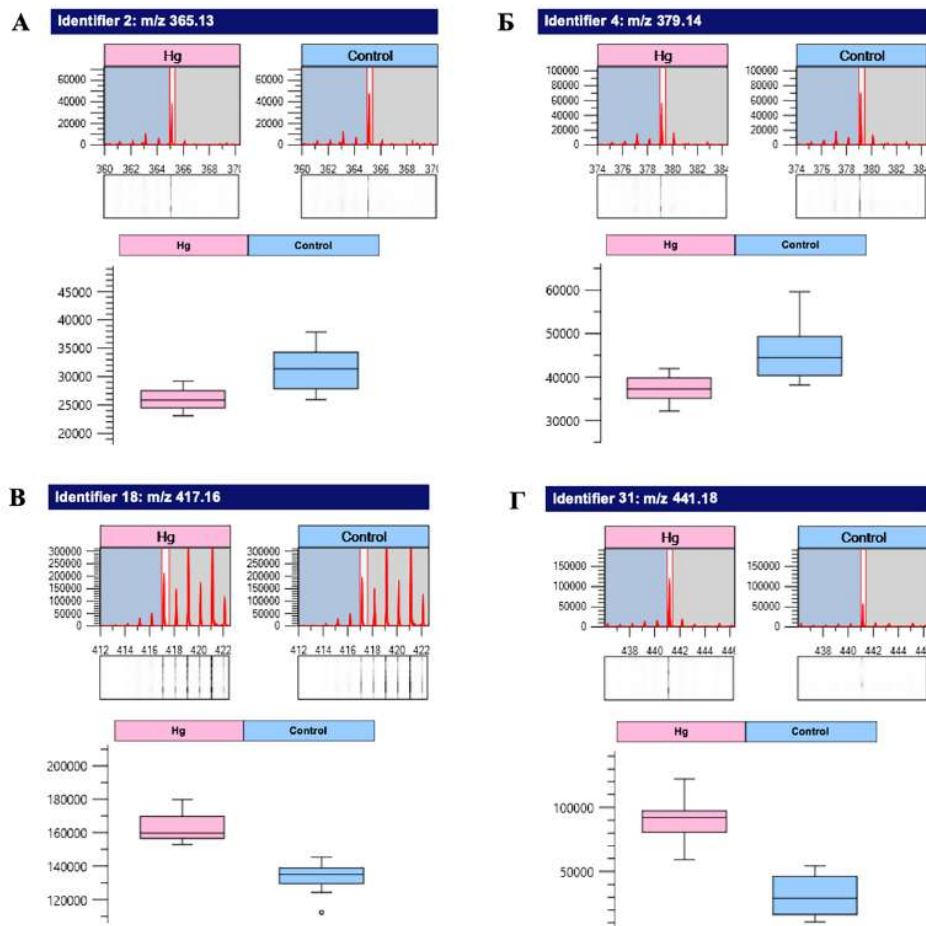 А
Identifier 2: m/z 365.13
Hg
Control
60000
40000
20000
0
360 362 364 366 368 370
60000
40000
20000
0
360 362 364 366 368
Hg
Control
45000
40000
35000
30000
25000
20000
Б
Identifier 4: m/z 379.14
Hg
Control
100000
80000
60000
40000
20000
0
374 376 378 380 382 384
100000
80000
60000
40000
20000
0
374 376 378 380 382 384
Hg
Control
60000
50000
40000
30000
В
Identifier 18: m/z 417.16
Hg
Control
300000
250000
200000
150000
100000
50000
0
412 414 416 418 420 422
300000
250000
200000
150000
100000
50000
0
412 414 416 418 420 422
Hg
Control
200000
180000
160000
140000
120000
Г
Identifier 31: m/z 441.18
Hg
Control
150000
100000
50000
0
438 440 442 444
150000
100000
50000
0
438 440 442 444
Hg
Control
100000
50000